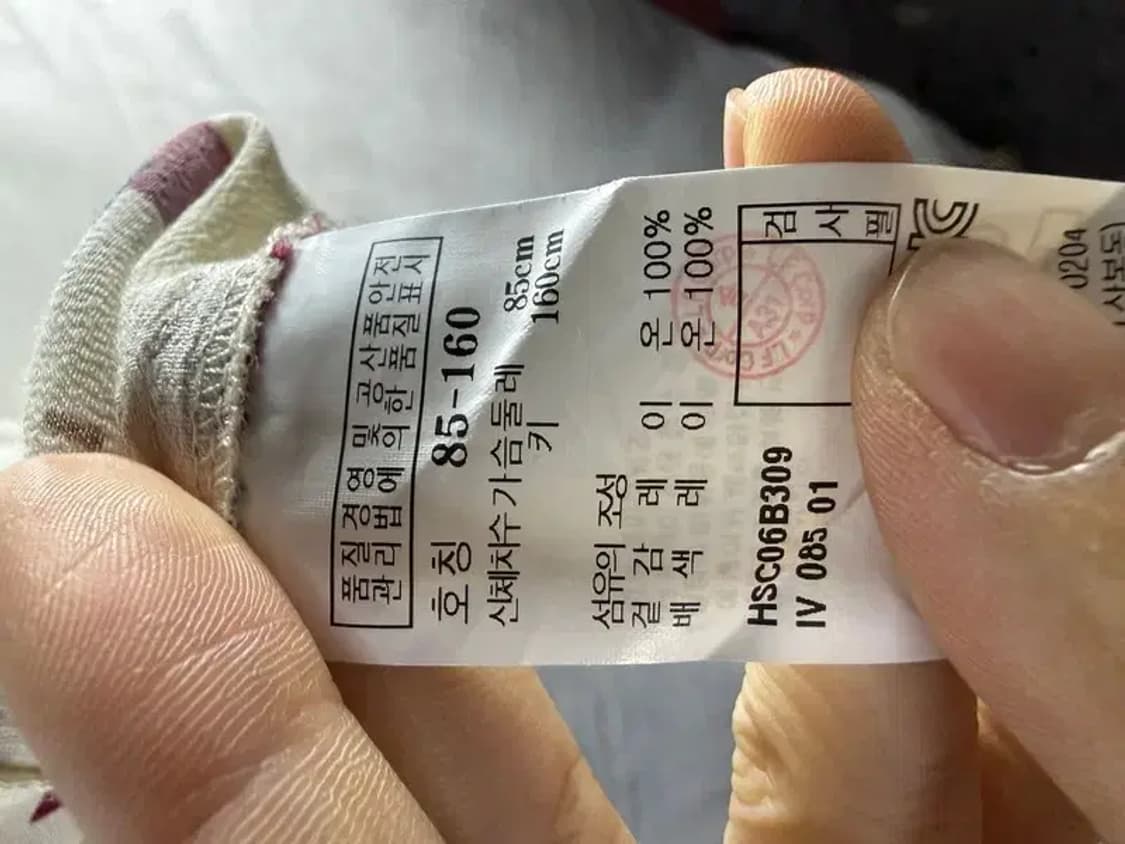 품질경영 및 공산품안전
관리법에 의한 품질표시
호칭 85-160
신체치수 가슴둘레 85cm
키 160cm
섬유의 조성
겉감 레이온 100%
배색 레이온 100%
HSC06B309
IV 085 01
검사필
LF Corp
0204